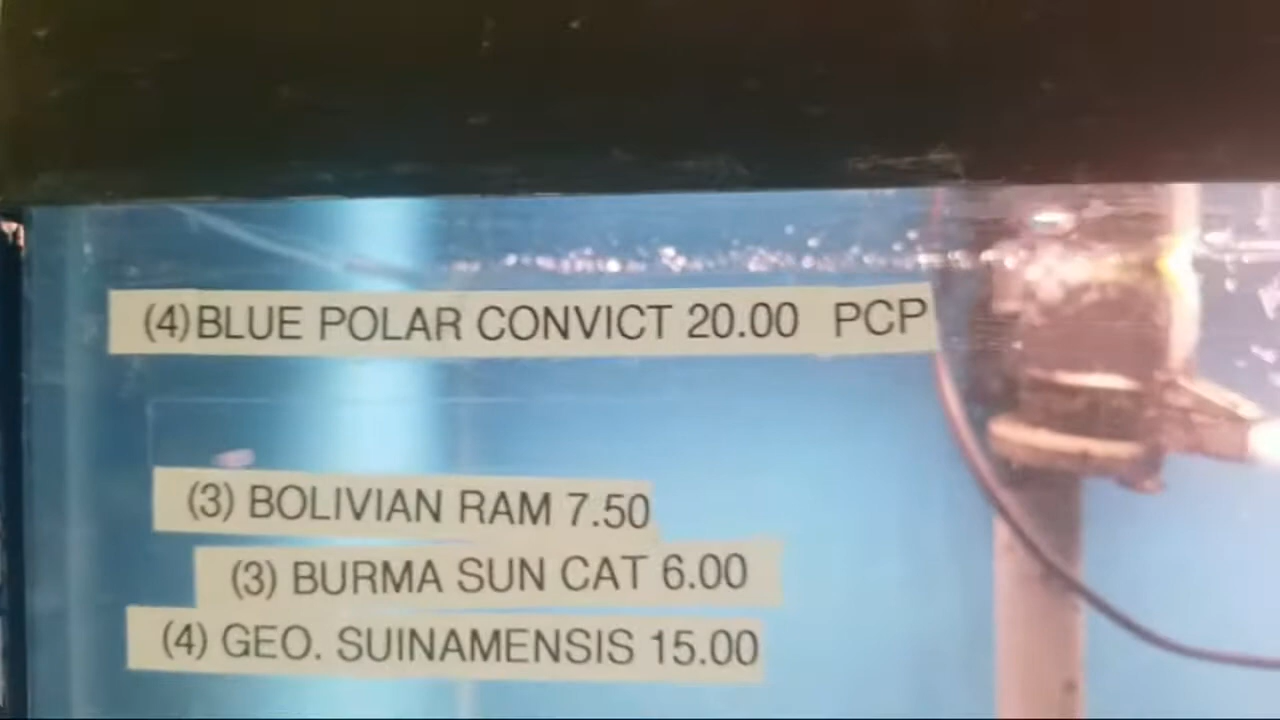 (4) BLUE POLAR CONVICT 20.00 PCP
(3) BOLIVIAN RAM 7.50
(3) BURMA SUN CAT 6.00
(4) GEO. SUINAMENSIS 15.00